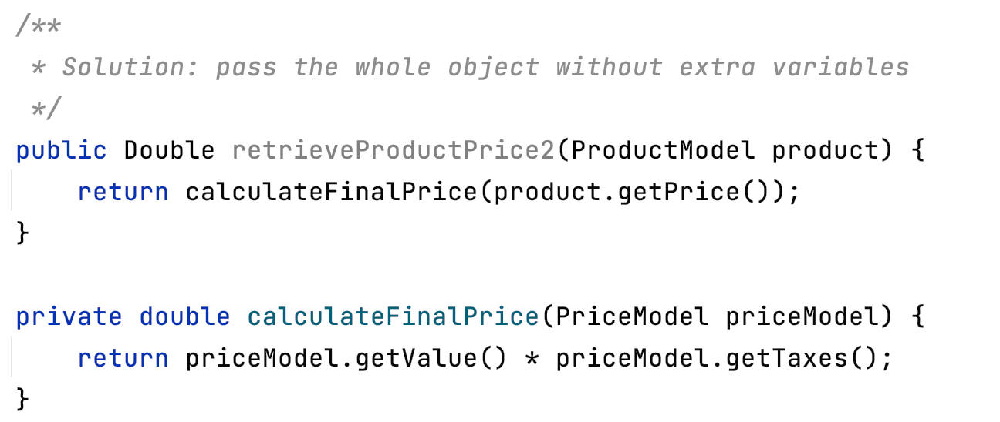 /**
 * Solution: pass the whole object without extra variables
 */
public Double retrieveProductPrice2(ProductModel product) {
    return calculateFinalPrice(product.getPrice());
}
private double calculateFinalPrice(PriceModel priceModel) {
    return priceModel.getValue() * priceModel.getTaxes();
}